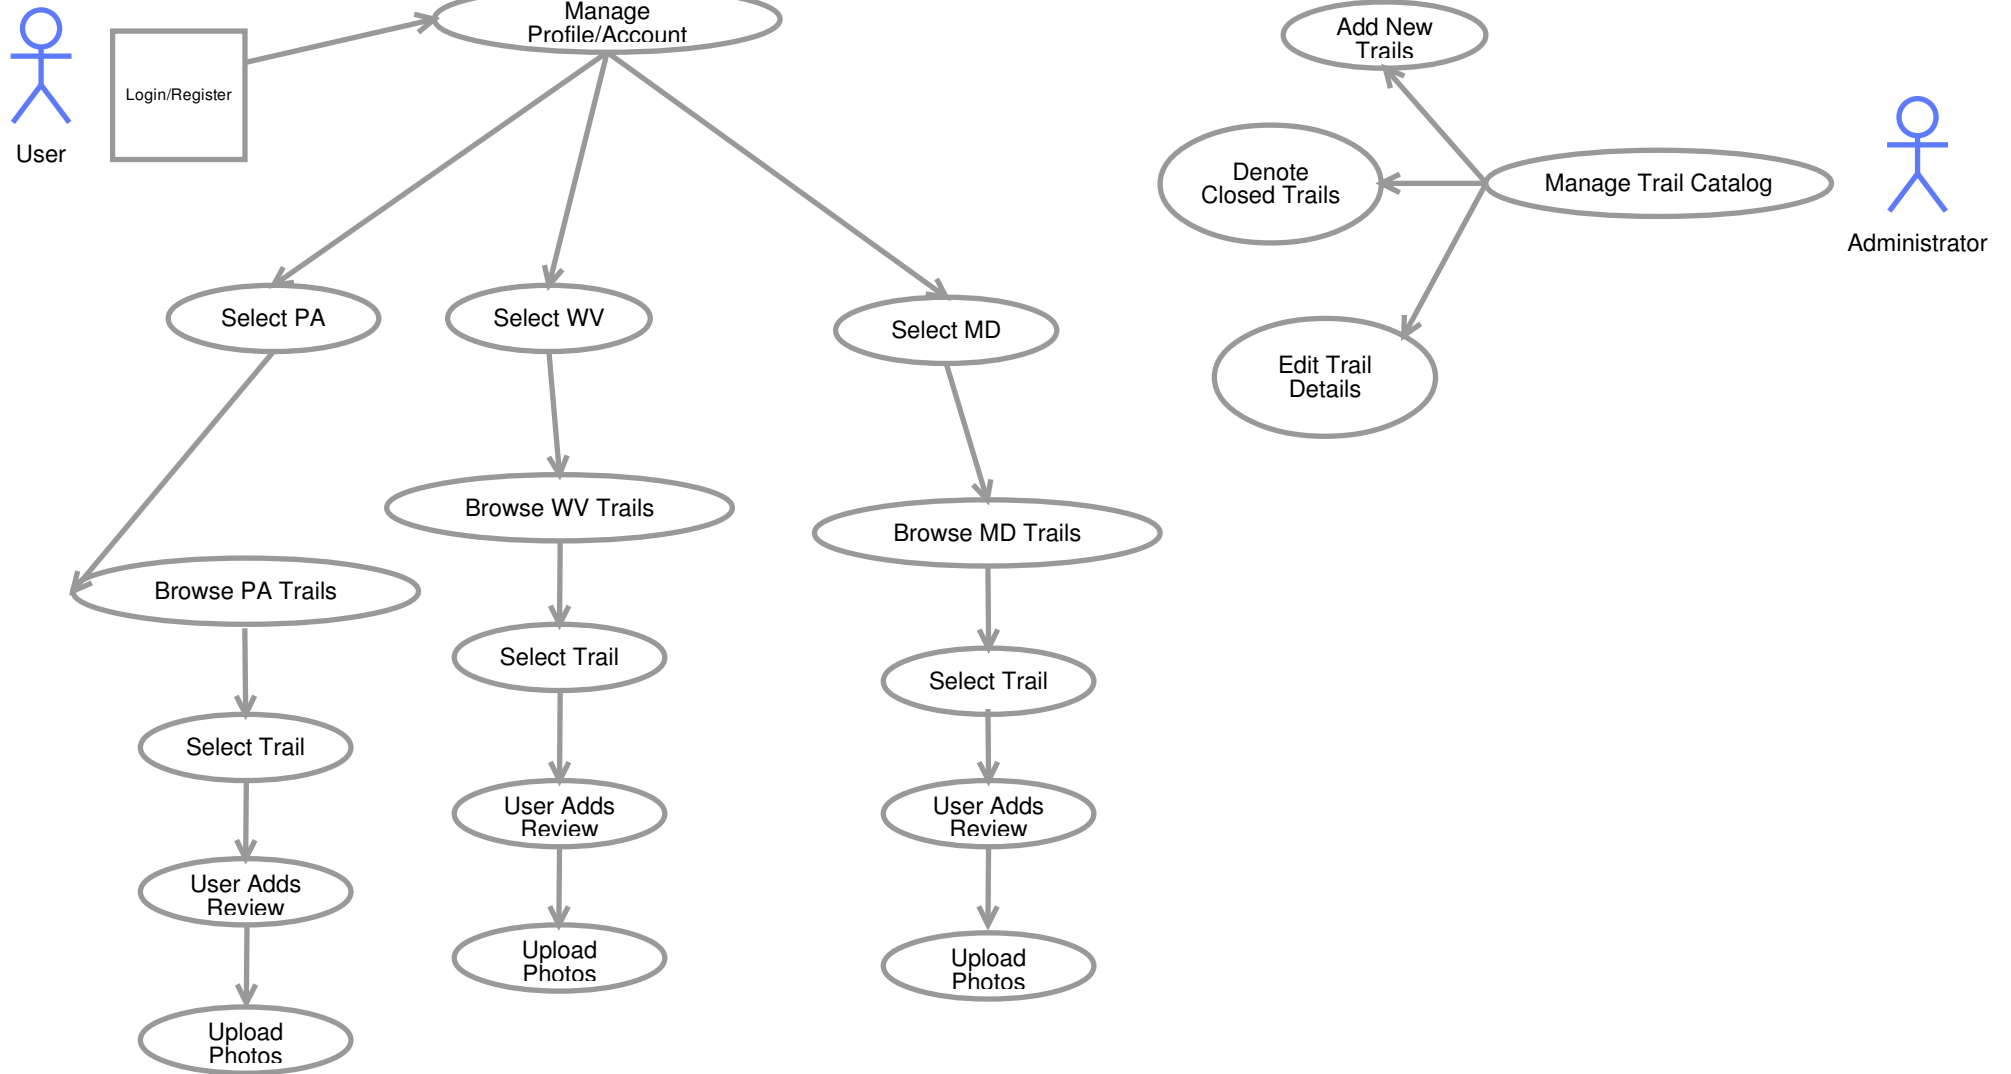 Manage
Profile/Account
Login/Register
User
Add New
Trails
Denote
Closed Trails
Manage Trail Catalog
Administrator
Edit Trail
Details
Select PA
Select WV
Select MD
Browse WV Trails
Browse MD Trails
Browse PA Trails
Select Trail
Select Trail
Select Trail
User Adds
Review
User Adds
Review
User Adds
Review
Upload
Photos
Upload
Photos
Upload
Photos